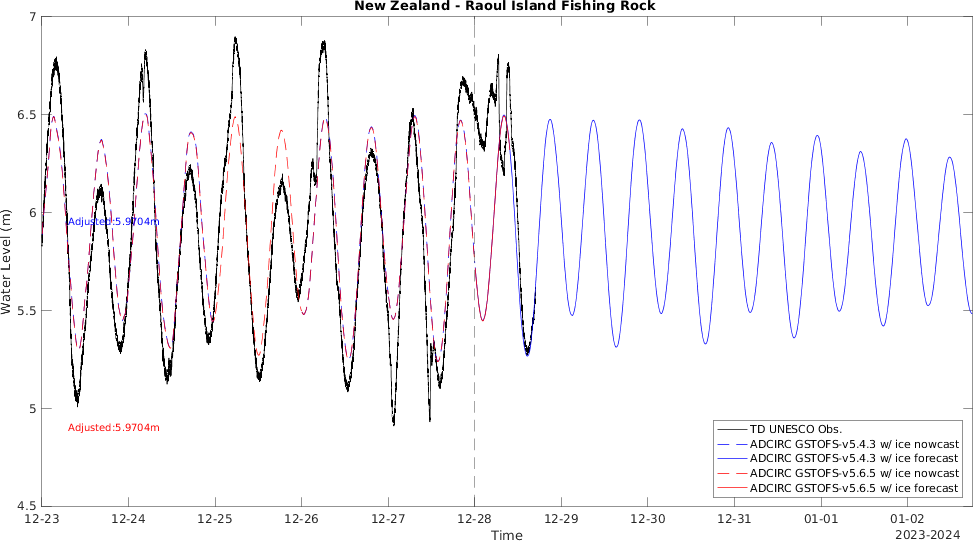 New Zealand - Raoul Island Fishing Rock
7
6.5
6
5.5
5
4.5
Water Level (m)
Adjusted:5.9704m
Adjusted:5.9704m
TD UNESCO Obs.
ADCIRC GSTOFS-v5.4.3 w/ ice nowcast
ADCIRC GSTOFS-v5.4.3 w/ ice forecast
ADCIRC GSTOFS-v5.6.5 w/ ice nowcast
ADCIRC GSTOFS-v5.6.5 w/ ice forecast
12-23 12-24 12-25 12-26 12-27 12-28 12-29 12-30 12-31 01-01 01-02
Time
2023-2024